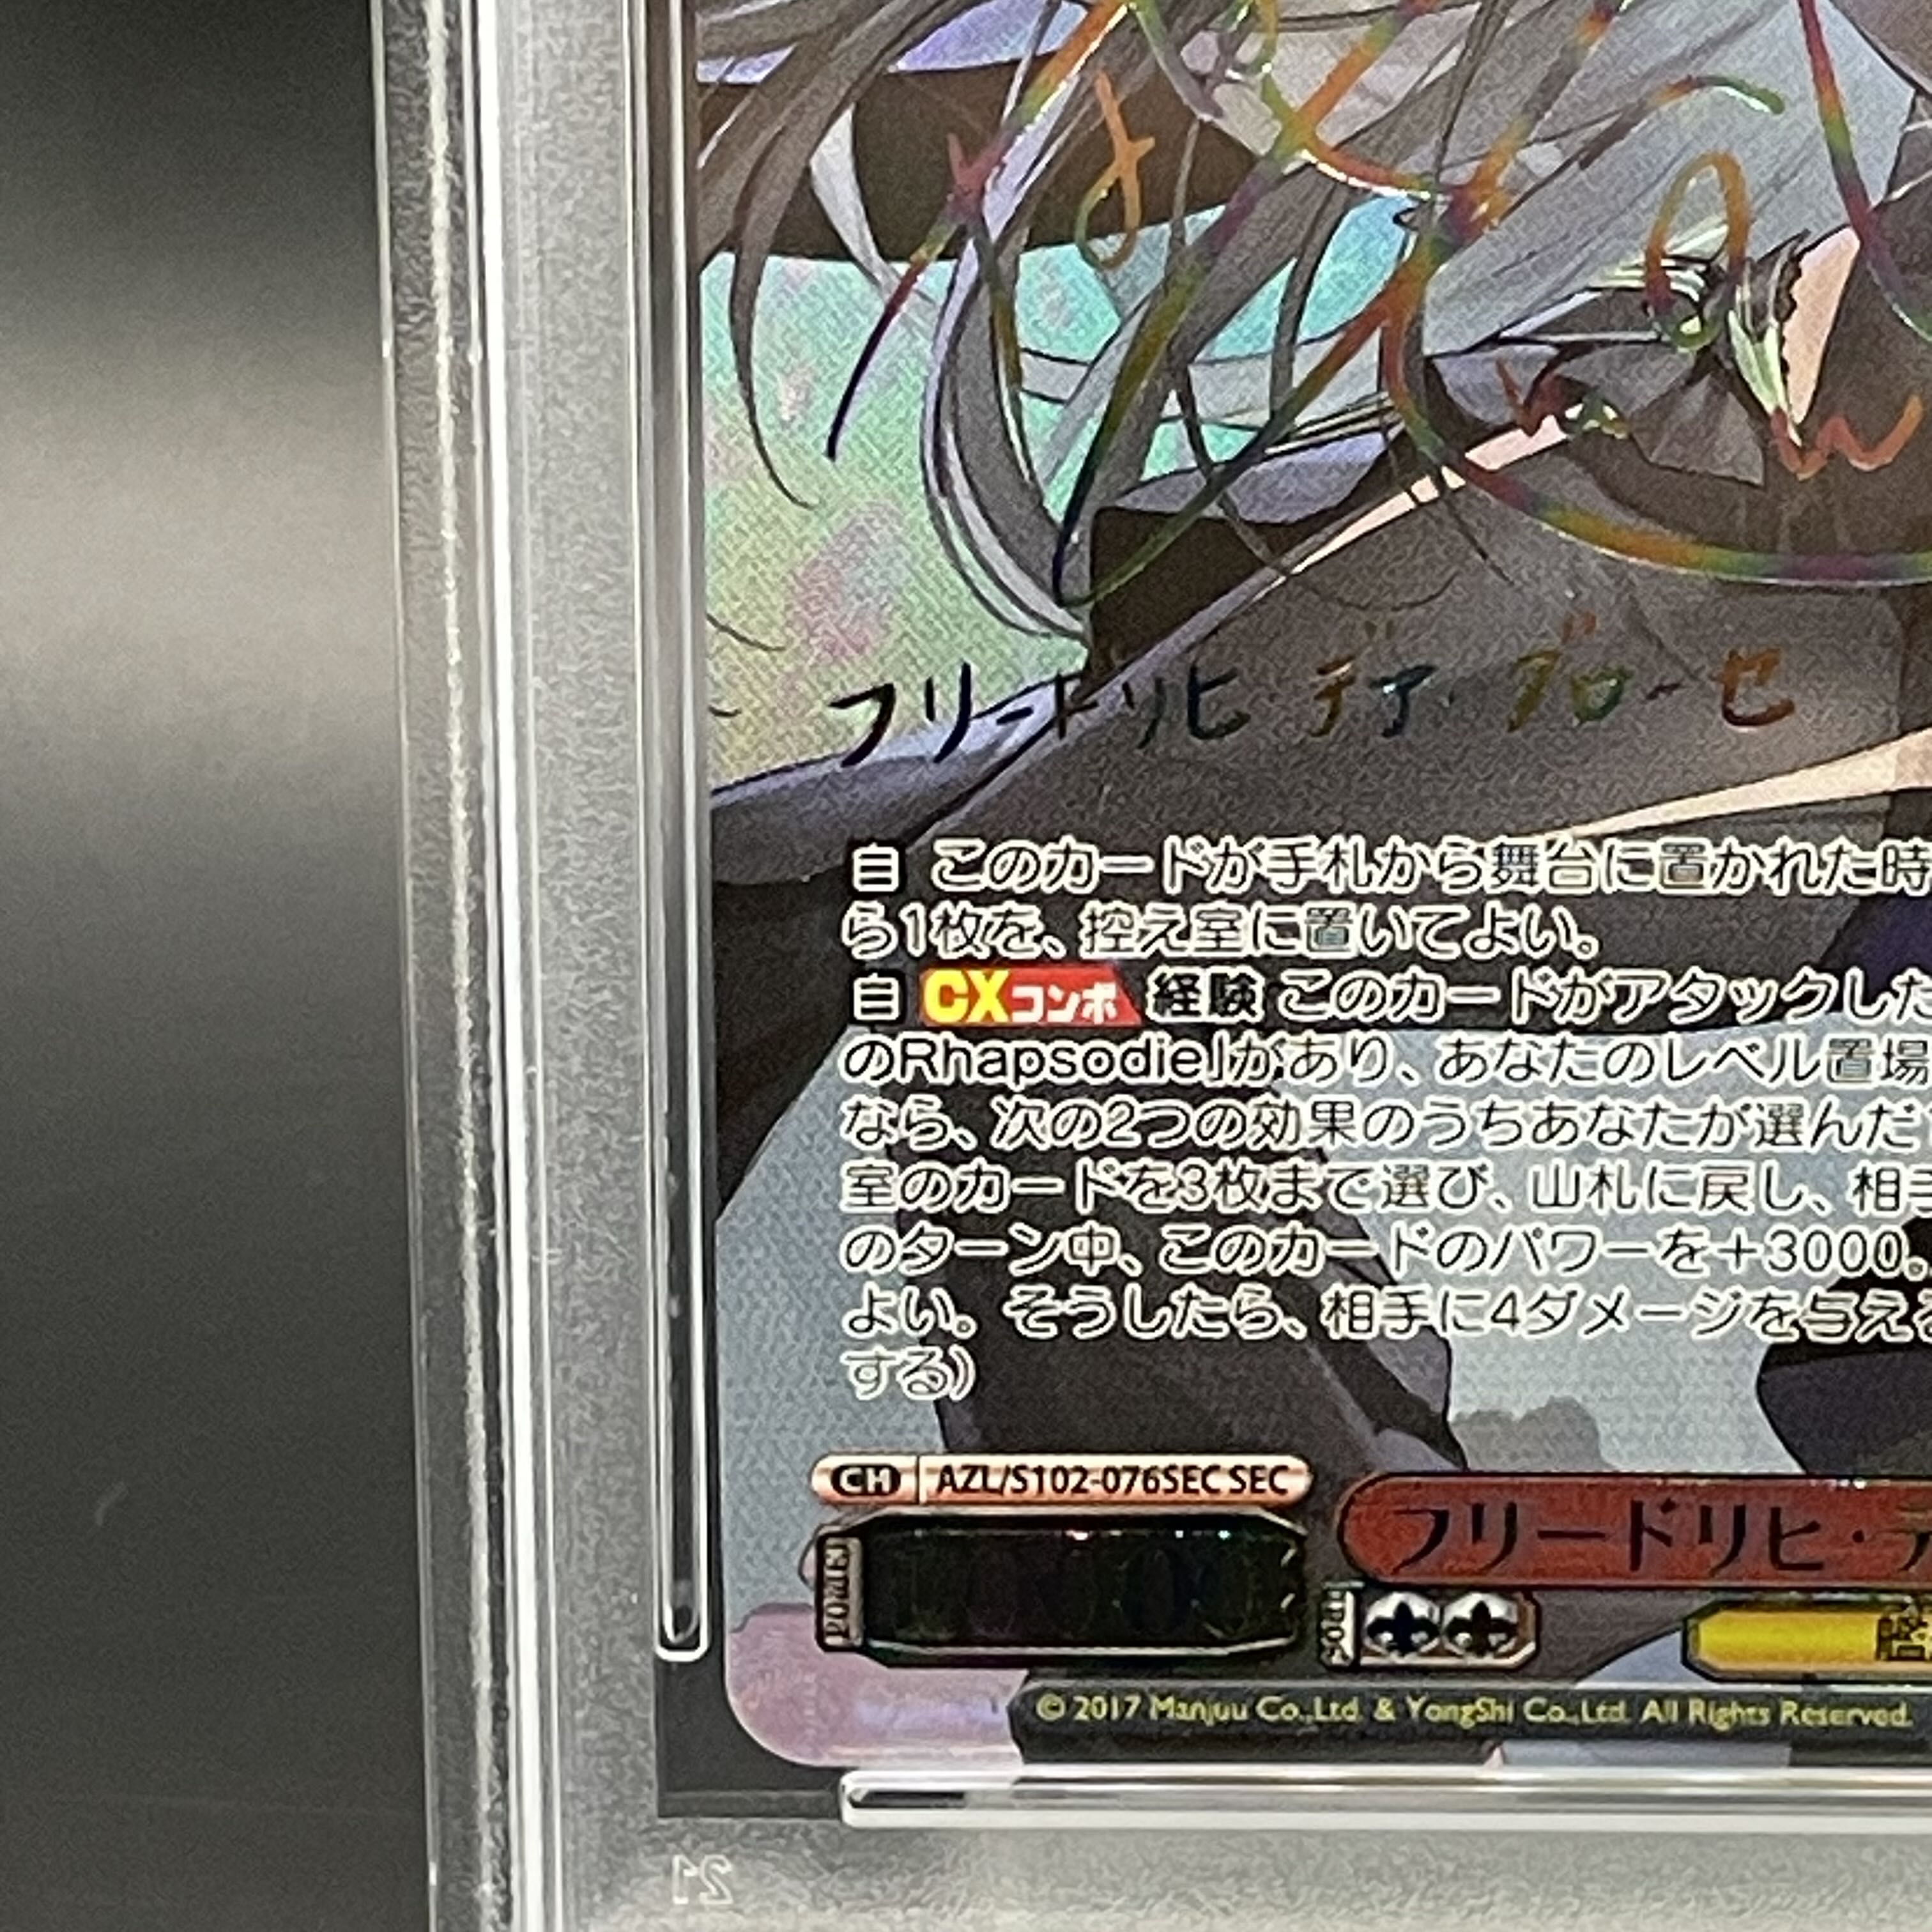 フリードリヒ・デア・グローセ
自 このカードが手札から舞台に置かれた時
ら1枚を、控え室に置いてよい。
自 CXコンボ 経験 このカードがアタックした
のRhapsodie」があり、あなたのレベル置場
なら、次の2つの効果のうちあなたが選んだ
室のカードを3枚まで選び、山札に戻し、相手
のターン中、このカードのパワーを+3000。
よい。そうしたら、相手に4ダメージを与える
する)
CH AZL/S102-076SEC SEC
POWER
フリードリヒ・デ
SOUL
© 2017 Manjuu Co.,Ltd. & YongShi Co.,Ltd. All Rights Reserved.
21